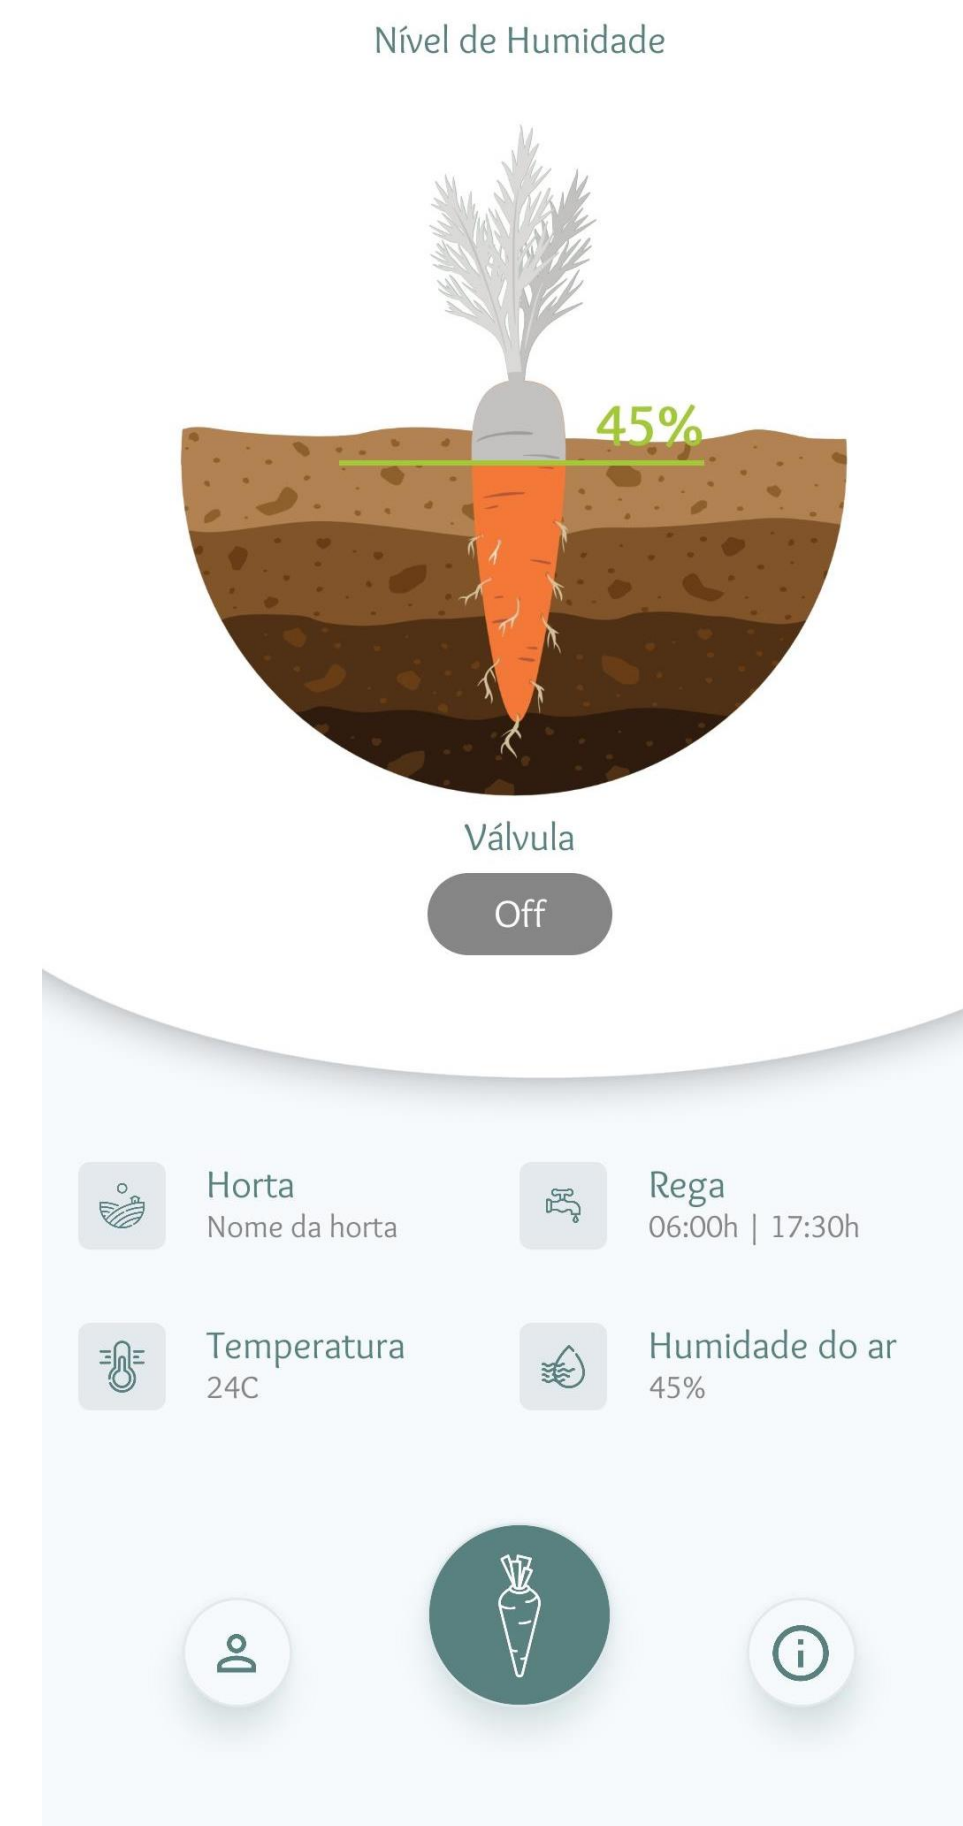 Nível de Humidade
45%
Válvula
Off
Horta
Nome da horta
Rega
06:00h | 17:30h
Temperatura
24C
Humidade do ar
45%